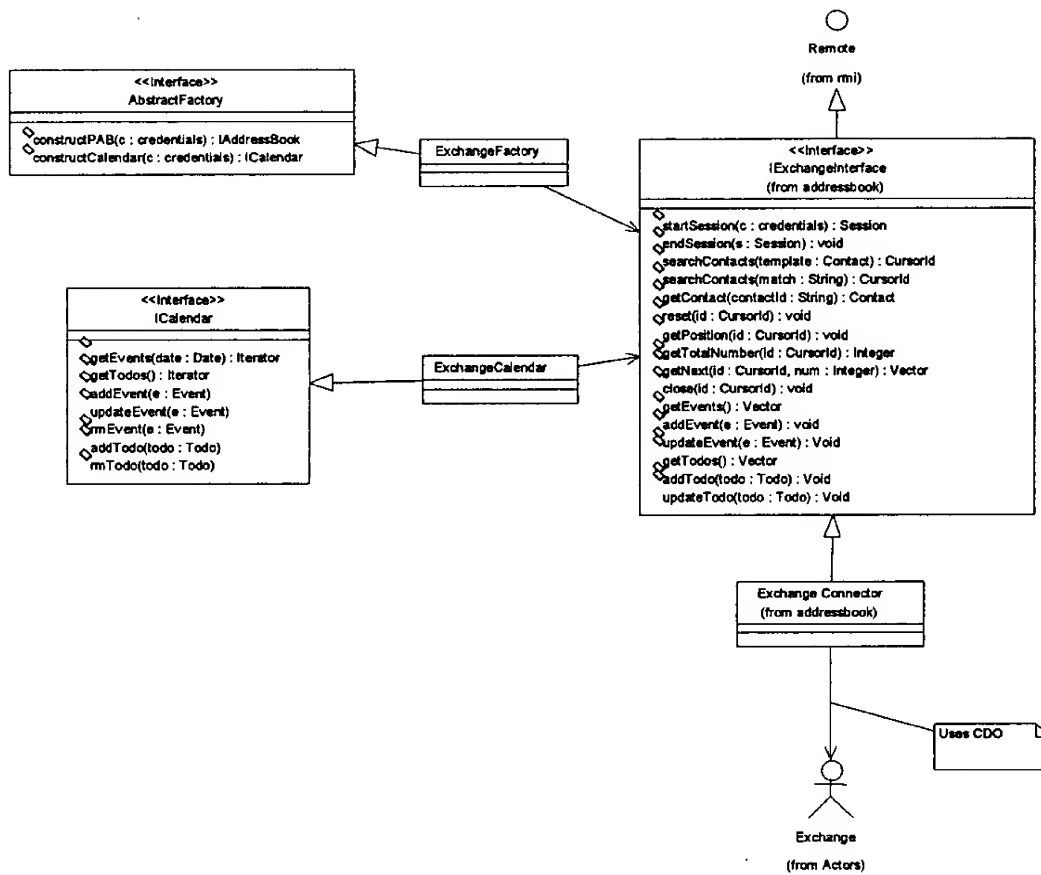 Remote
(from rmi)
<<Interface>>
AbstractFactory
constructPAB(c : credentials) : IAddressBook
constructCalendar(c : credentials) : ICalendar
ExchangeFactory
<<Interface>>
IExchangeInterface
(from addressbook)
startSession(c : credentials) : Session
endSession(s : Session) : void
searchContacts(template : Contact) : CursorId
searchContacts(match : String) : CursorId
getContact(contactId : String) : Contact
reset(id : CursorId) : void
getPosition(id : CursorId) : void
getTotalNumber(id : CursorId) : Integer
getNext(id : CursorId, num : Integer) : Vector
close(id : CursorId) : void
getEvents() : Vector
addEvent(e : Event) : void
updateEvent(e : Event) : Void
getTodos() : Vector
addTodo(todo : Todo) : Void
updateTodo(todo : Todo) : Void
<<Interface>>
ICalendar
getEvents(date : Date) : Iterator
getTodos() : Iterator
addEvent(e : Event)
updateEvent(e : Event)
rmEvent(e : Event)
addTodo(todo : Todo)
rmTodo(todo : Todo)
ExchangeCalendar
Exchange Connector
(from addressbook)
Uses CDO
Exchange
(from Actors)